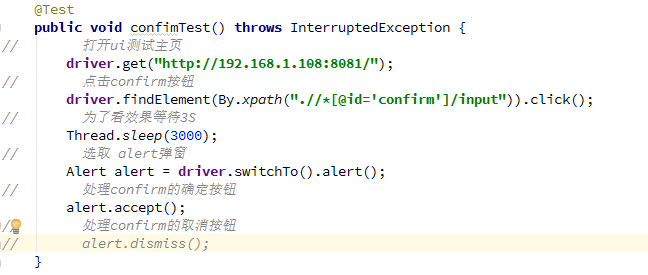 @Test
public void confimTest() throws InterruptedException {
//        打开ui测试主页
driver.get("http://192.168.1.108:8081/");
//        点击confirm按钮
driver.findElement(By.xpath(".//*[@id='confirm']/input")).click();
//        为了看效果等待3S
Thread.sleep(3000);
//        选取 alert弹窗
Alert alert = driver.switchTo().alert();
//        处理confirm的确定按钮
alert.accept();
//        处理confirm的取消按钮
//        alert.dismiss();
}